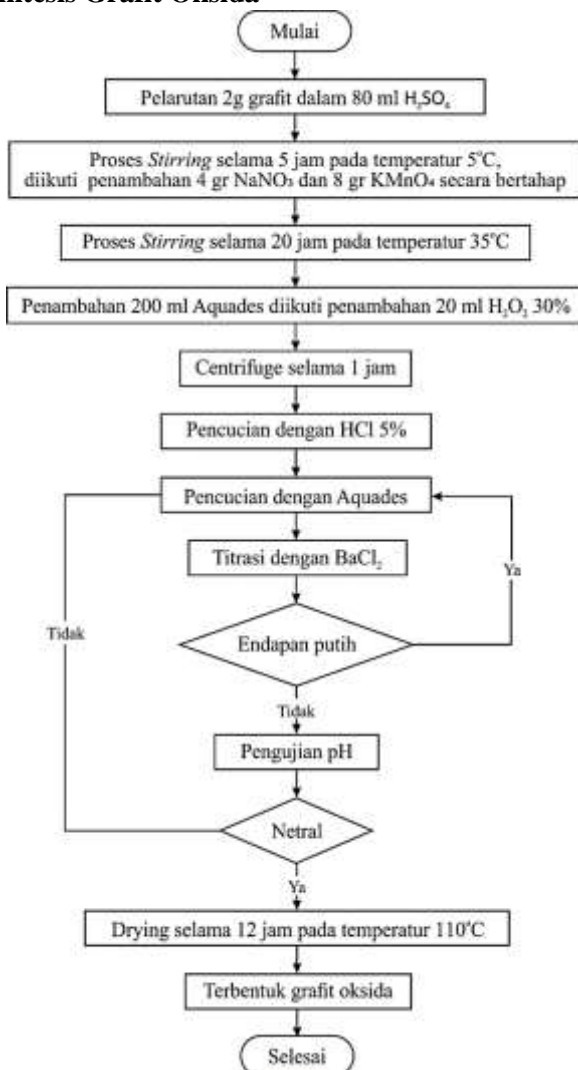 Sintesis Grafit Oksida
Mulai
Pelarutan 2g grafit dalam 80 ml H₂SO₄
Proses Stirring selama 5 jam pada temperatur 5°C,
diikuti penambahan 4 gr NaNO₃ dan 8 gr KMnO₄ secara bertahap
Proses Stirring selama 20 jam pada temperatur 35°C
Penambahan 200 ml Aquades diikuti penambahan 20 ml H₂O₂ 30%
Centrifuge selama 1 jam
Pencucian dengan HCl 5%
Pencucian dengan Aquades
Titrasi dengan BaCl₂
Ya
Tidak
Endapan putih
Tidak
Pengujian pH
Netral
Ya
Drying selama 12 jam pada temperatur 110°C
Terbentuk grafit oksida
Selesai